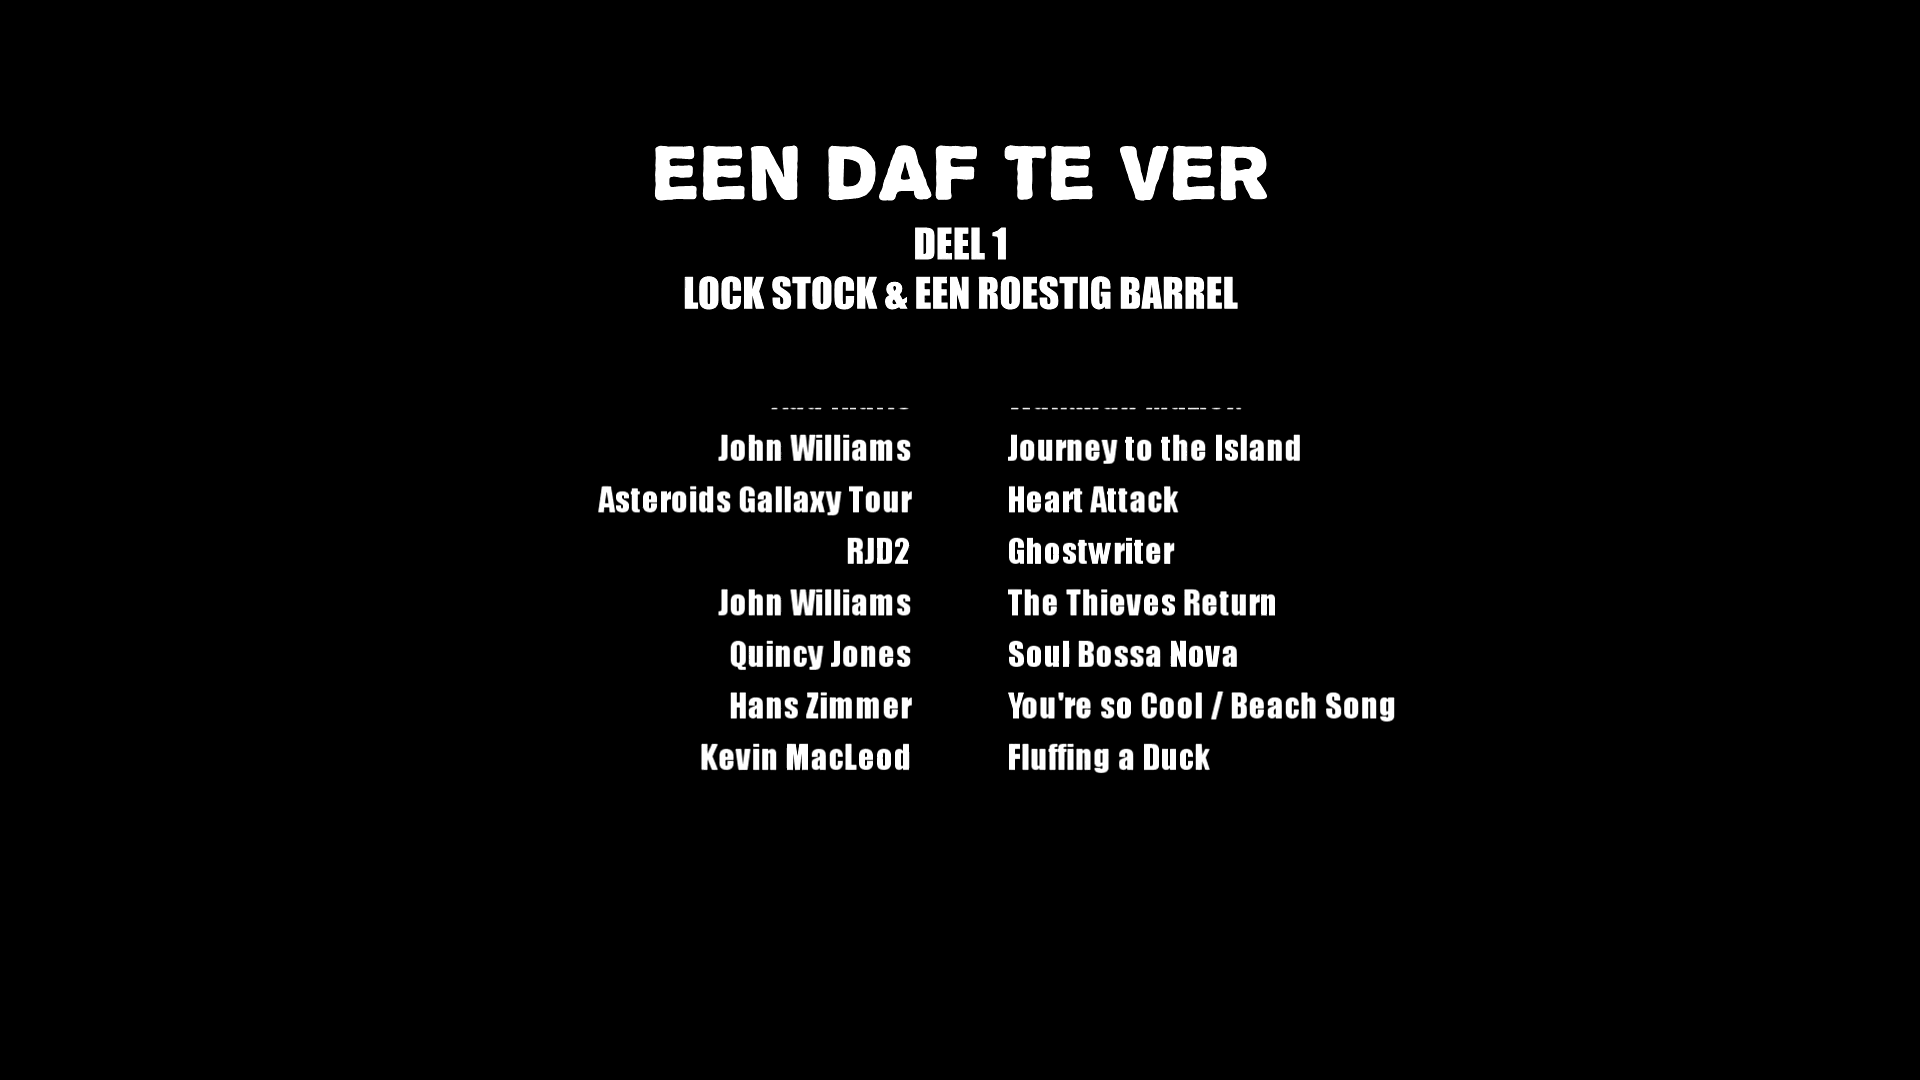 EEN DAF TE VER
DEEL 1
LOCK STOCK & EEN ROESTIG BARREL
John Williams Journey to the Island
Asteroids Gallaxy Tour Heart Attack
RJD2 Ghostwriter
John Williams The Thieves Return
Quincy Jones Soul Bossa Nova
Hans Zimmer You're so Cool / Beach Song
Kevin MacLeod Fluffing a Duck